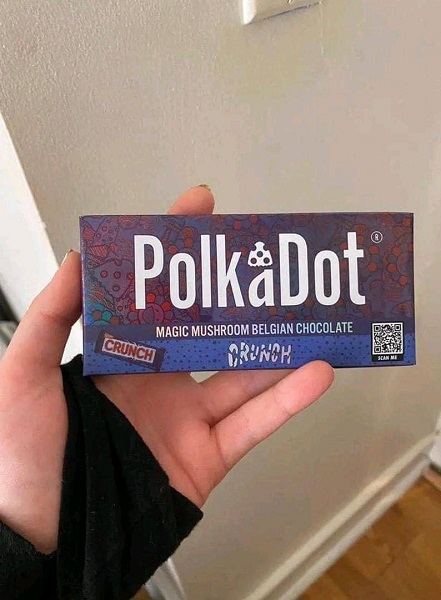 PolkaDot
®
MAGIC MUSHROOM BELGIAN CHOCOLATE
CRUNCH
CRUNCH
SCAN ME